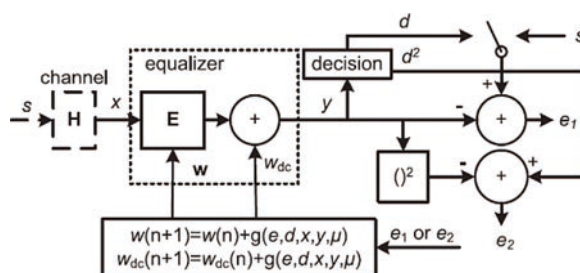 d
s
equalizer
decision
d²
channel
+
s
H
x
E
+
y
-
+
e₁
w
w_dc
()²
-
+
+
w(n+1)=w(n)+g(e,d,x,y,μ)
w_dc(n+1)=w_dc(n)+g(e,d,x,y,μ)
e₁ or e₂
e₂